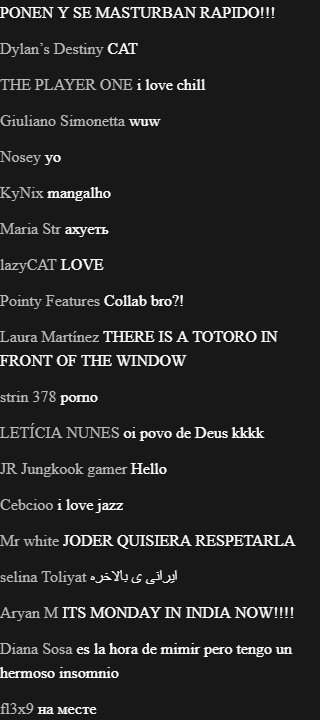 PONEN Y SE MASTURBAN RAPIDO!!!
Dylan's Destiny CAT
THE PLAYER ONE i love chill
Giuliano Simonetta wuw
Nosey yo
KyNix mangalho
Maria Str ахуеть
lazyCAT LOVE
Pointy Features Collab bro?!
Laura Martínez THERE IS A TOTORO IN
FRONT OF THE WINDOW
strin 378 porno
LETÍCIA NUNES oi povo de Deus kkkk
JR Jungkook gamer Hello
Cebcioo i love jazz
Mr white JODER QUISIERA RESPETARLA
selina Toliyat ایرانی ی بالاخره
Aryan M ITS MONDAY IN INDIA NOW!!!!
Diana Sosa es la hora de mimir pero tengo un
hermoso insomnio
fl3x9 на месте